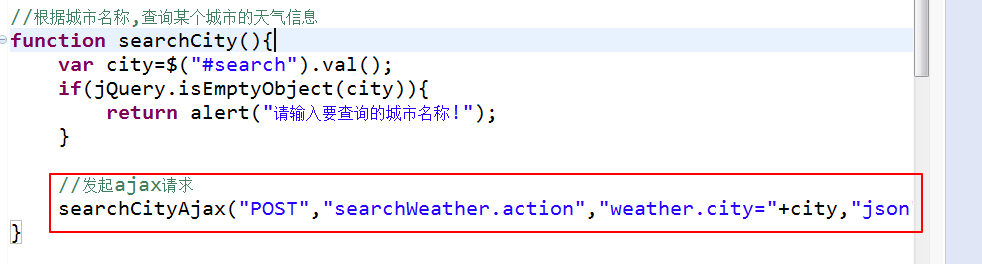 //根据城市名称,查询某个城市的天气信息
function searchCity(){
    var city=$("#search").val();
    if(jQuery.isEmptyObject(city)){
        return alert("请输入要查询的城市名称!");
    }
    //发起ajax请求
    searchCityAjax("POST","searchWeather.action","weather.city="+city,"json
}